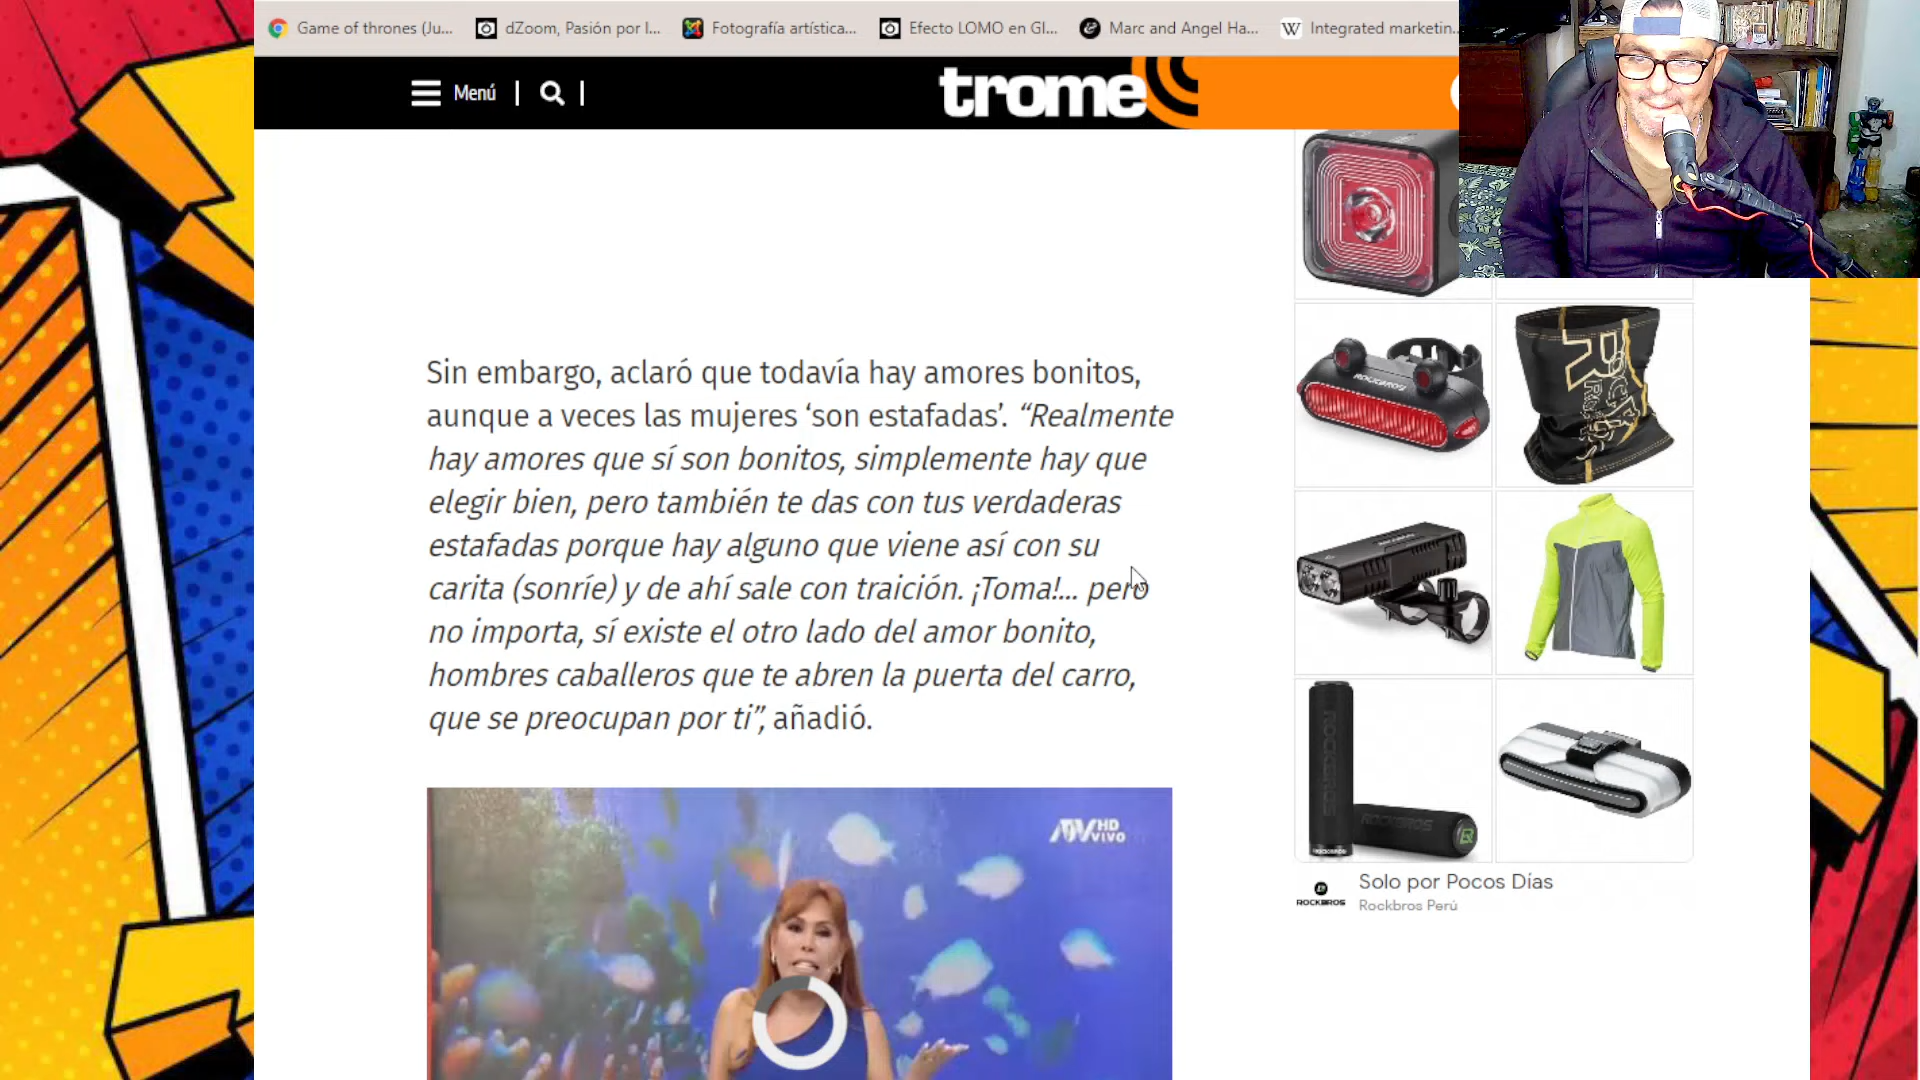 Game of thrones (Ju...
dZoom, Pasión por l...
Fotografía artística...
Efecto LOMO en GI...
Marc and Angel Ha...
W
Integrated marketin...
Menú
trome
Sin embargo, aclaró que todavía hay amores bonitos,
aunque a veces las mujeres ‘son estafadas’. “Realmente
hay amores que sí son bonitos, simplemente hay que
elegir bien, pero también te das con tus verdaderas
estafadas porque hay alguno que viene así con su
carita (sonríe) y de ahí sale con traición. ¡Toma!... pero
no importa, sí existe el otro lado del amor bonito,
hombres caballeros que te abren la puerta del carro,
que se preocupan por ti”, añadió.
HD
VIVO
ROCKBROS
ROCKBROS
ROCKBROS
ROCKBROS
Solo por Pocos Días
Rockbros Perú
ROCKBROS